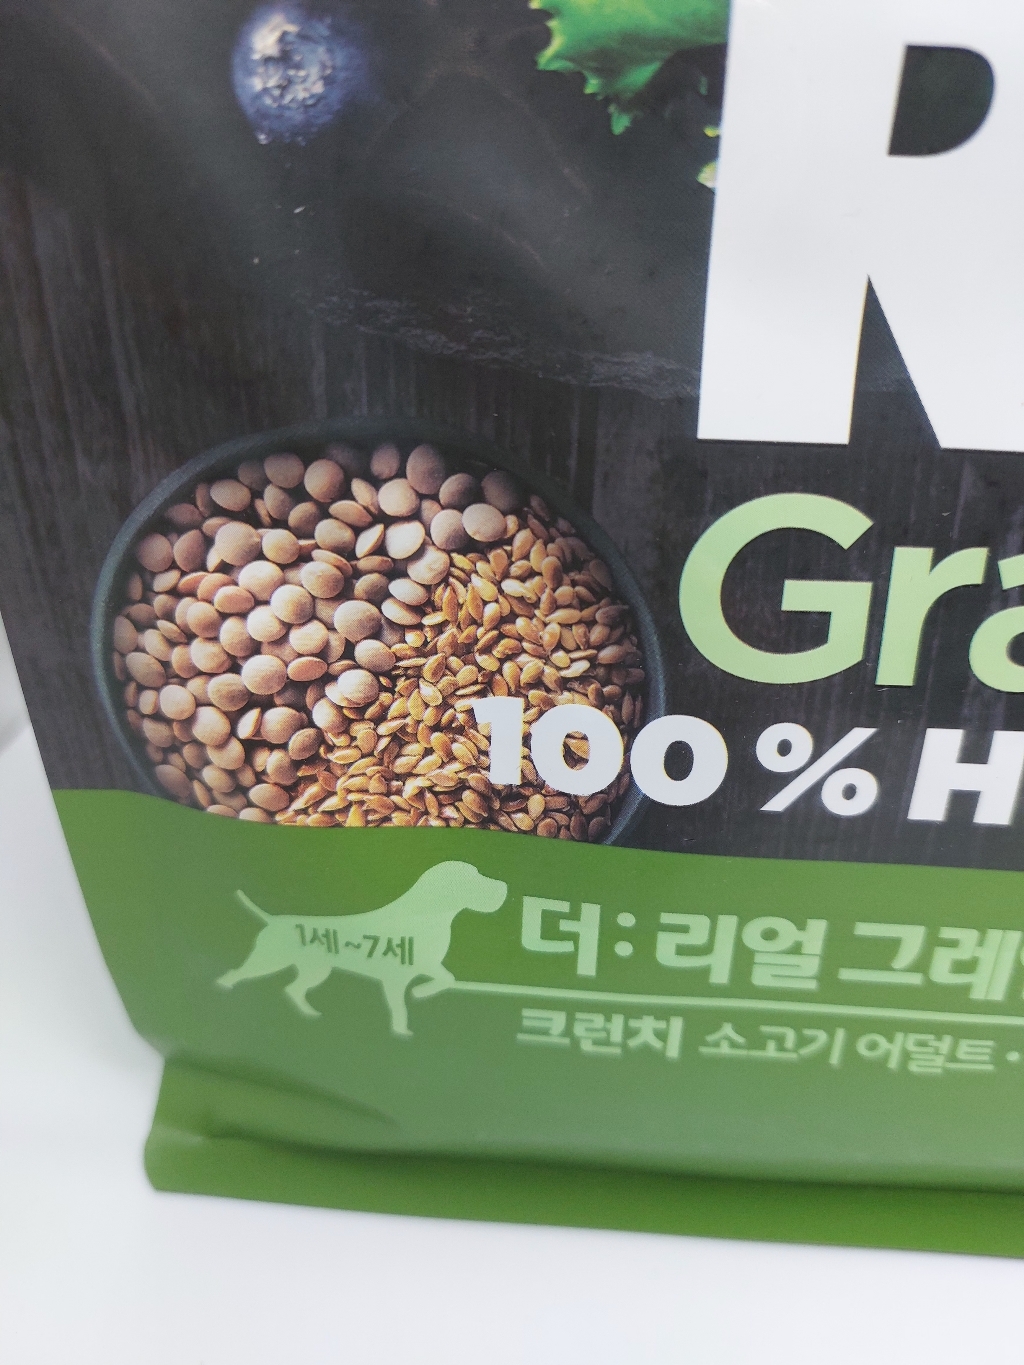 R
Gra
100% H
1세~7세
더:리얼 그레
크런치 소고기 어덜트·